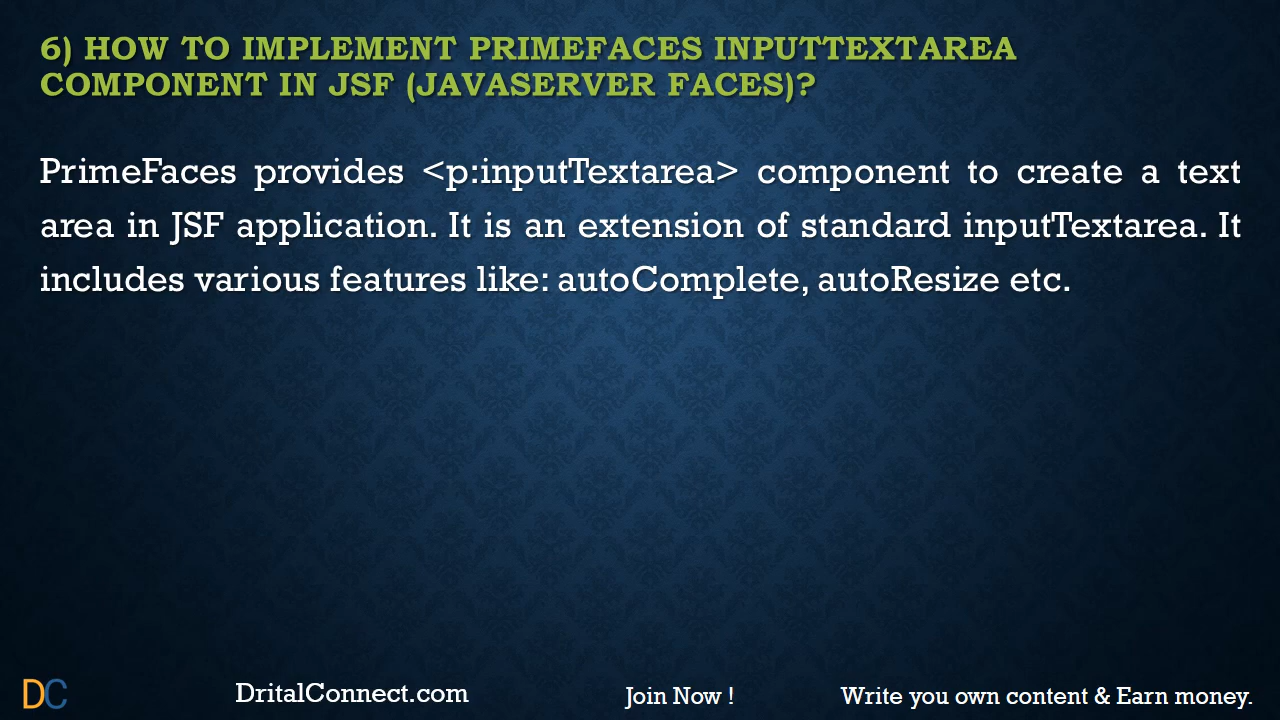 6) HOW TO IMPLEMENT PRIMEFACES INPUTTEXTAREA
COMPONENT IN JSF (JAVASERVER FACES)?
PrimeFaces provides <p:inputTextarea> component to create a text
area in JSF application. It is an extension of standard inputTextarea. It
includes various features like: autoComplete, autoResize etc.
DC
DritalConnect.com
Join Now !
Write you own content & Earn money.